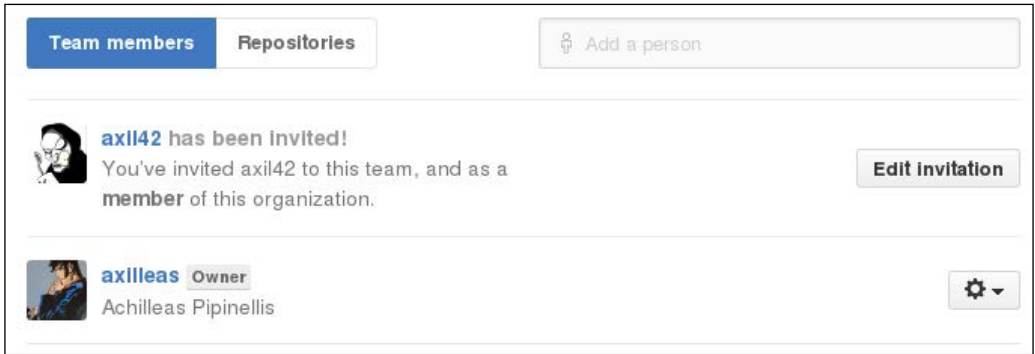 Team members
Repositories
Add a person
axil42 has been invited!
You've invited axil42 to this team, and as a
member of this organization.
Edit invitation
axilleas Owner
Achilleas Pipinellis